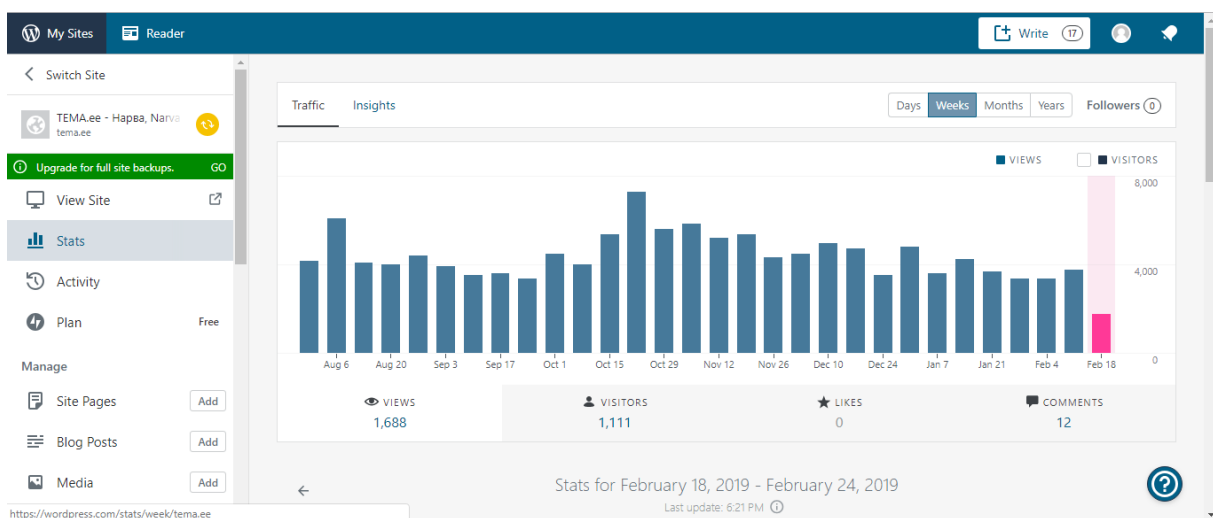 My Sites Reader Write 17
Switch Site
TEMA.ee - Нарва, Narva
tema.ee
Upgrade for full site backups. GO
View Site
Stats
Activity
Plan Free
Manage
Site Pages Add
Blog Posts Add
Media Add
https://wordpress.com/stats/week/tema.ee
Traffic Insights Days Weeks Months Years Followers 0
VIEWS VISITORS
8,000
4,000
0
Aug 6 Aug 20 Sep 3 Sep 17 Oct 1 Oct 15 Oct 29 Nov 12 Nov 26 Dec 10 Dec 24 Jan 7 Jan 21 Feb 4 Feb 18
VIEWS VISITORS LIKES COMMENTS
1,688 1,111 0 12
Stats for February 18, 2019 - February 24, 2019
Last update: 6:21 PM